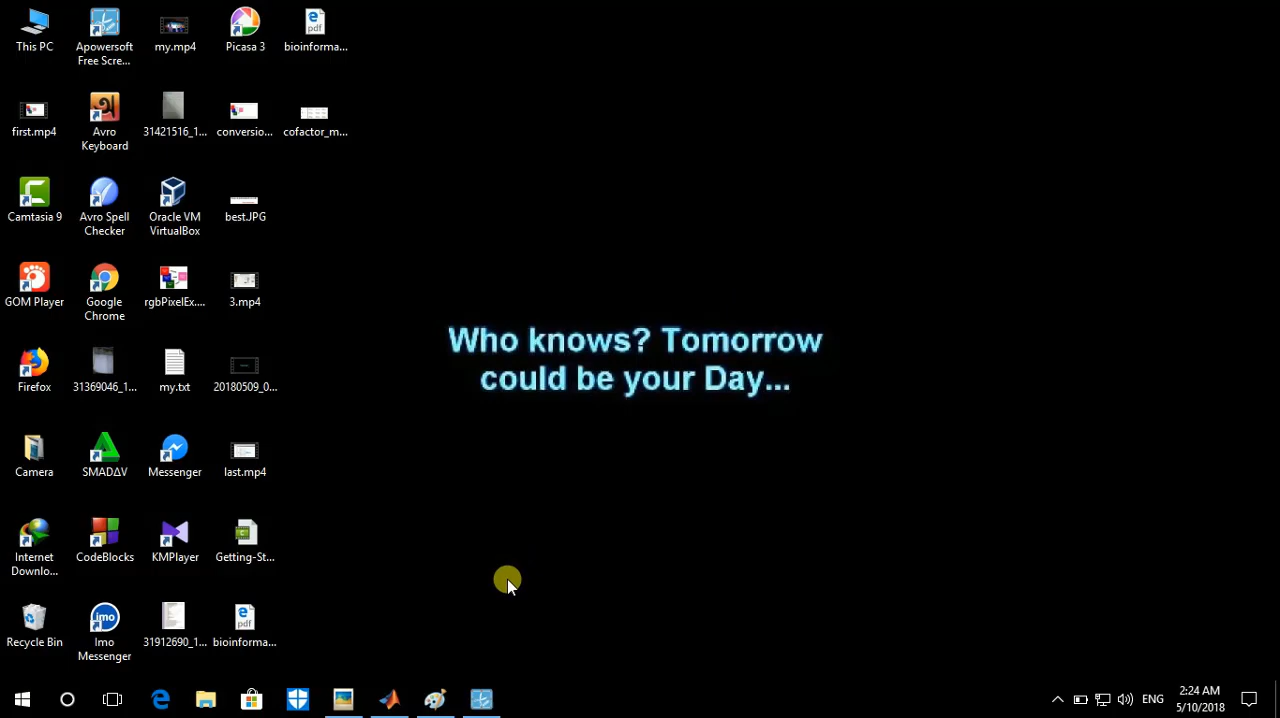 This PC
Apowersoft
Free Scre...
my.mp4
Picasa 3
bioinforma...
first.mp4
Avro
Keyboard
31421516_1...
conversio...
cofactor_m...
Camtasia 9
Avro Spell
Checker
Oracle VM
VirtualBox
best.JPG
GOM Player
Google
Chrome
rgbPixelEx....
3.mp4
Who knows? Tomorrow
could be your Day...
Firefox
31369046_1...
my.txt
20180509_0...
Camera
SMADΔV
Messenger
last.mp4
Internet
Downlo...
CodeBlocks
KMPlayer
Getting-St...
Recycle Bin
imo
Imo
Messenger
31912690_1...
pdf
bioinforma...
ENG
2:24 AM
5/10/2018